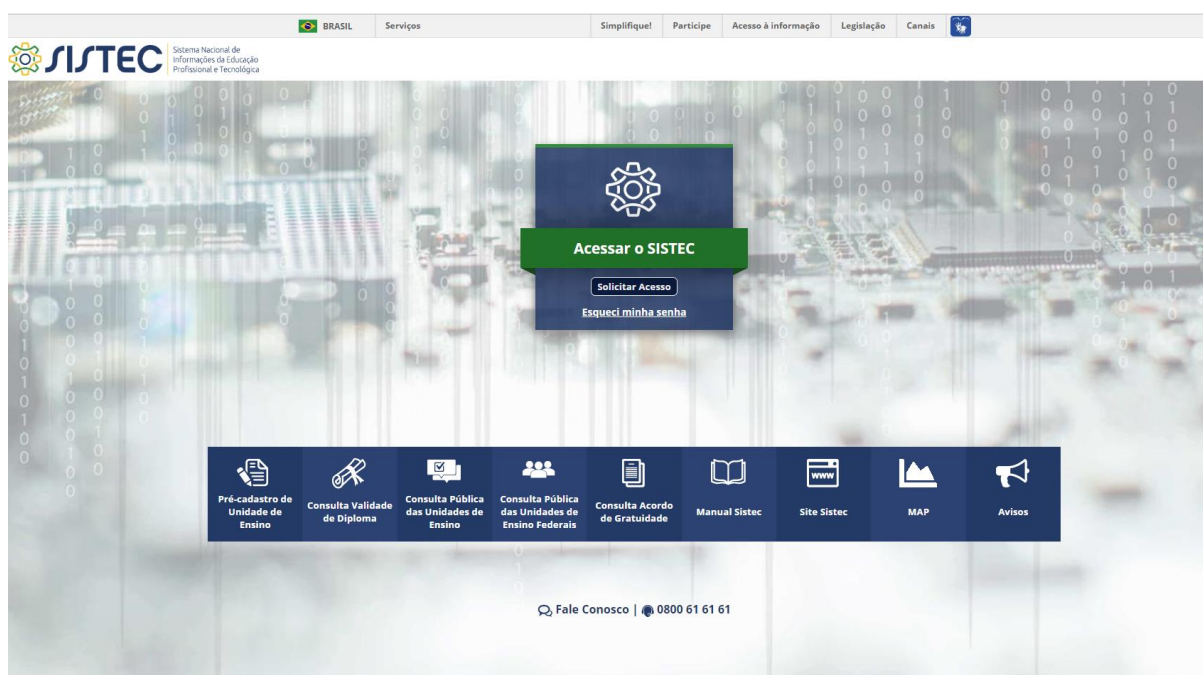 BRASIL Serviços Simplifique! Participe Acesso à informação Legislação Canais
SISTEC
Sistema Nacional de
Informações da Educação
Profissional e Tecnológica
Acessar o SISTEC
Solicitar Acesso
Esqueci minha senha
Pré-cadastro de
Unidade de
Ensino
Consulta Validade
de Diploma
Consulta Pública
das Unidades de
Ensino
Consulta Pública
das Unidades de
Ensino Federais
Consulta Acordo
de Gratuidade
Manual Sistec
www
Site Sistec
MAP
Avisos
Fale Conosco | 0800 61 61 61